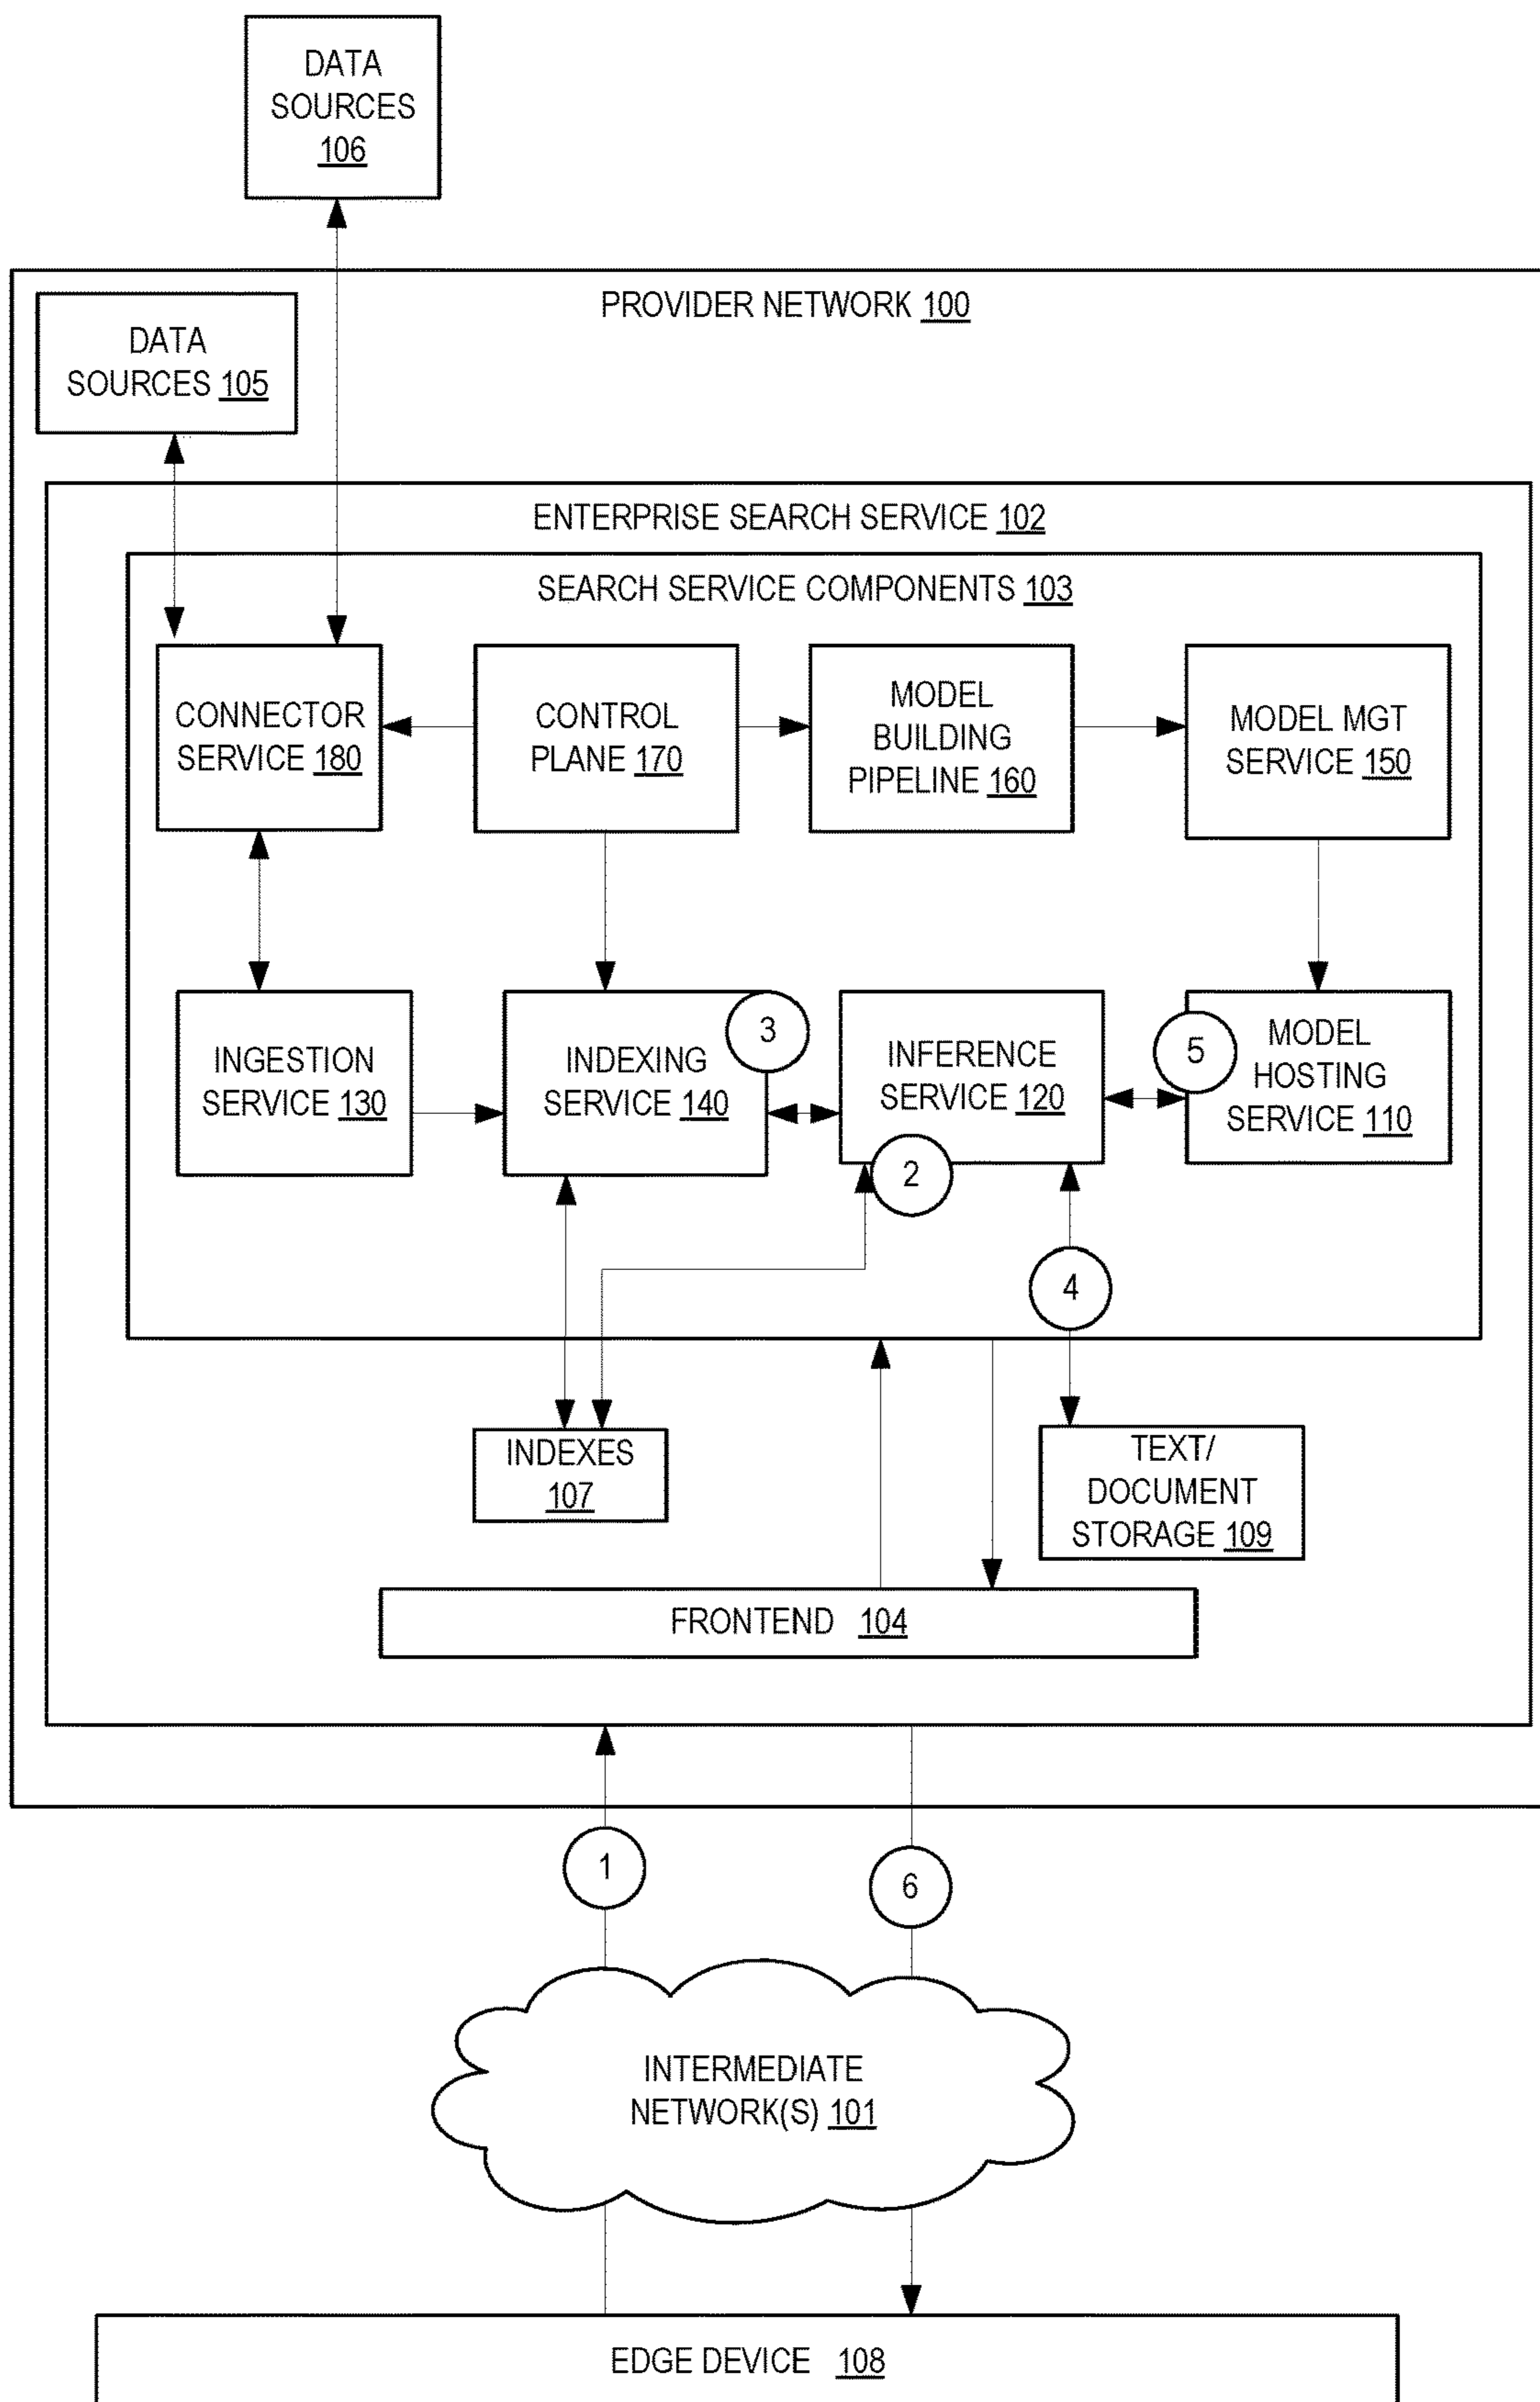 DATA
SOURCES
106
PROVIDER NETWORK 100
DATA
SOURCES 105
ENTERPRISE SEARCH SERVICE 102
SEARCH SERVICE COMPONENTS 103
CONNECTOR
SERVICE 180
CONTROL
PLANE 170
MODEL
BUILDING
PIPELINE 160
MODEL MGT
SERVICE 150
INGESTION
SERVICE 130
INDEXING
SERVICE 140
3
INFERENCE
SERVICE 120
2
5
MODEL
HOSTING
SERVICE 110
4
INDEXES
107
TEXT/
DOCUMENT
STORAGE 109
FRONTEND 104
1
6
INTERMEDIATE
NETWORK(S) 101
EDGE DEVICE 108